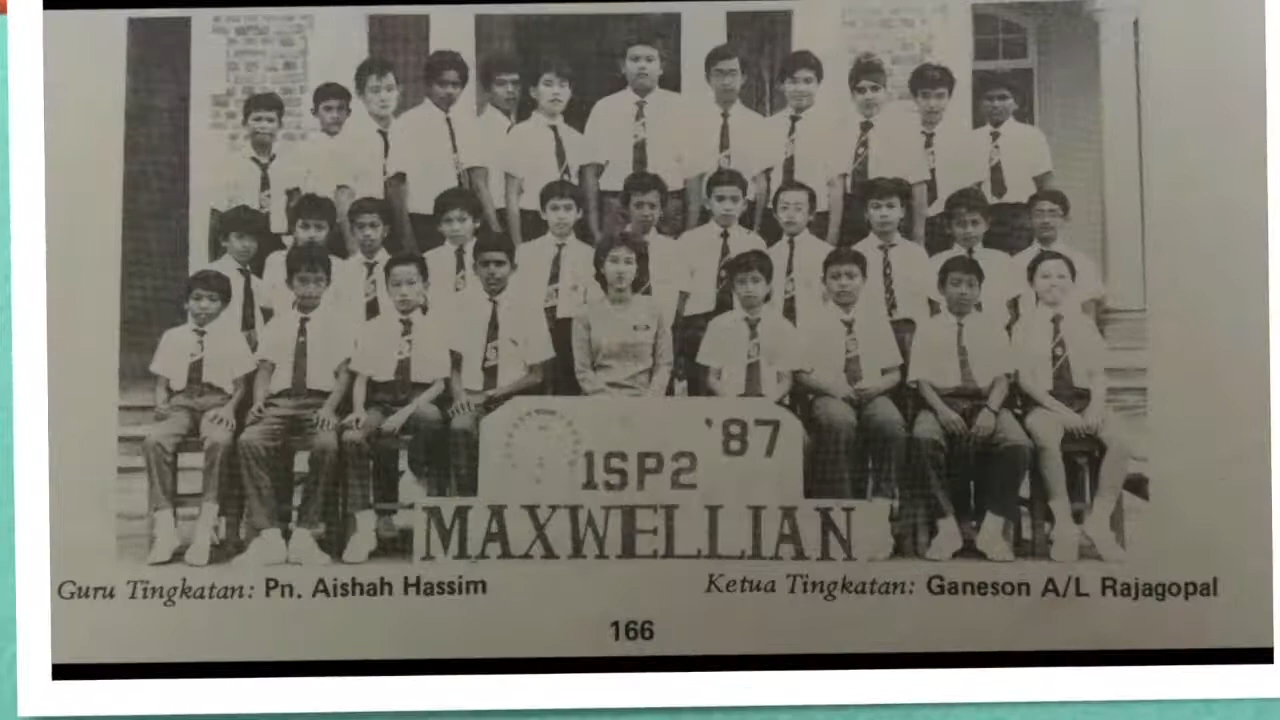 '87
1SP2
MAXWELLIAN
Guru Tingkatan: Pn. Aishah Hassim
Ketua Tingkatan: Ganeson A/L Rajagopal
166